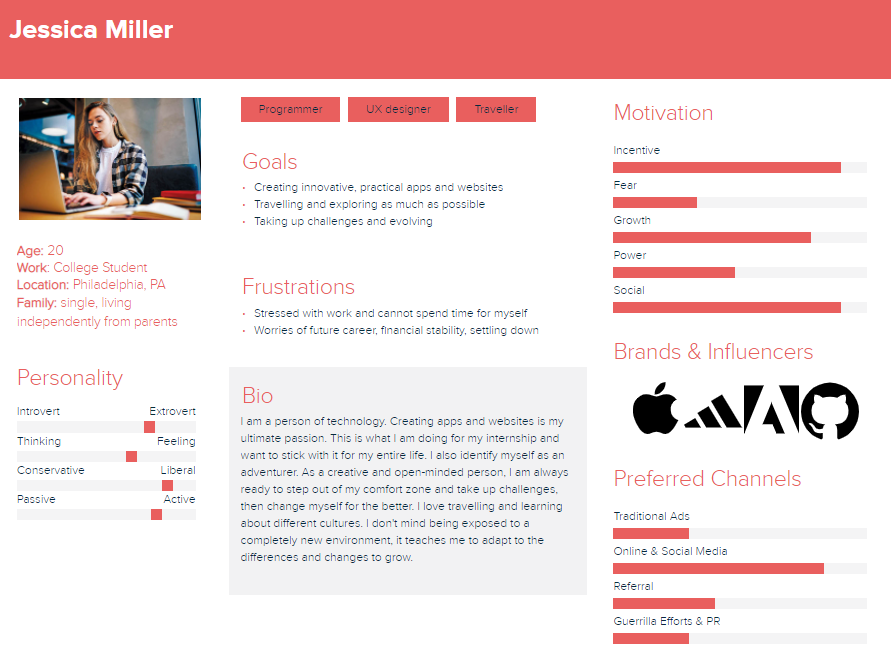 Jessica Miller
Age: 20
Work: College Student
Location: Philadelphia, PA
Family: single, living
independently from parents
Personality
Introvert Extrovert
Thinking Feeling
Conservative Liberal
Passive Active
Programmer UX designer Traveller
Goals
• Creating innovative, practical apps and websites
• Travelling and exploring as much as possible
• Taking up challenges and evolving
Frustrations
• Stressed with work and cannot spend time for myself
• Worries of future career, financial stability, settling down
Bio
I am a person of technology. Creating apps and websites is my
ultimate passion. This is what I am doing for my internship and
want to stick with it for my entire life. I also identify myself as an
adventurer. As a creative and open-minded person, I am always
ready to step out of my comfort zone and take up challenges,
then change myself for the better. I love travelling and learning
about different cultures. I don't mind being exposed to a
completely new environment, it teaches me to adapt to the
differences and changes to grow.
Motivation
Incentive
Fear
Growth
Power
Social
Brands & Influencers
Preferred Channels
Traditional Ads
Online & Social Media
Referral
Guerrilla Efforts & PR